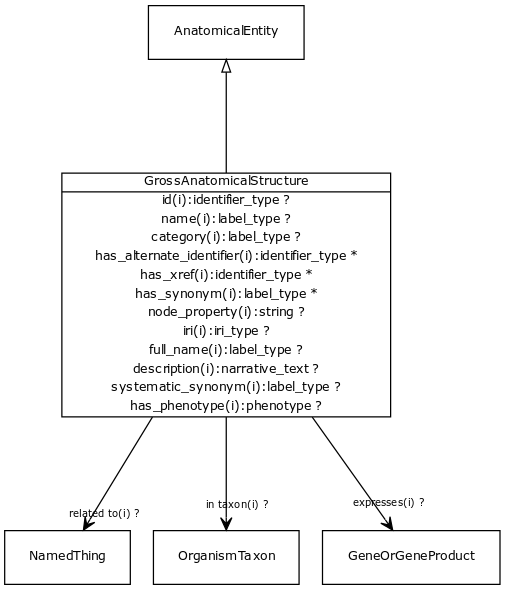 AnatomicalEntity
GrossAnatomicalStructure
id(i):identifier_type ?
name(i):label_type ?
category(i):label_type ?
has_alternate_identifier(i):identifier_type *
has_xref(i):identifier_type *
has_synonym(i):label_type *
node_property(i):string ?
iri(i):iri_type ?
full_name(i):label_type ?
description(i):narrative_text ?
systematic_synonym(i):label_type ?
has_phenotype(i):phenotype ?
related to(i) ?
in taxon(i) ?
expresses(i) ?
NamedThing
OrganismTaxon
GeneOrGeneProduct